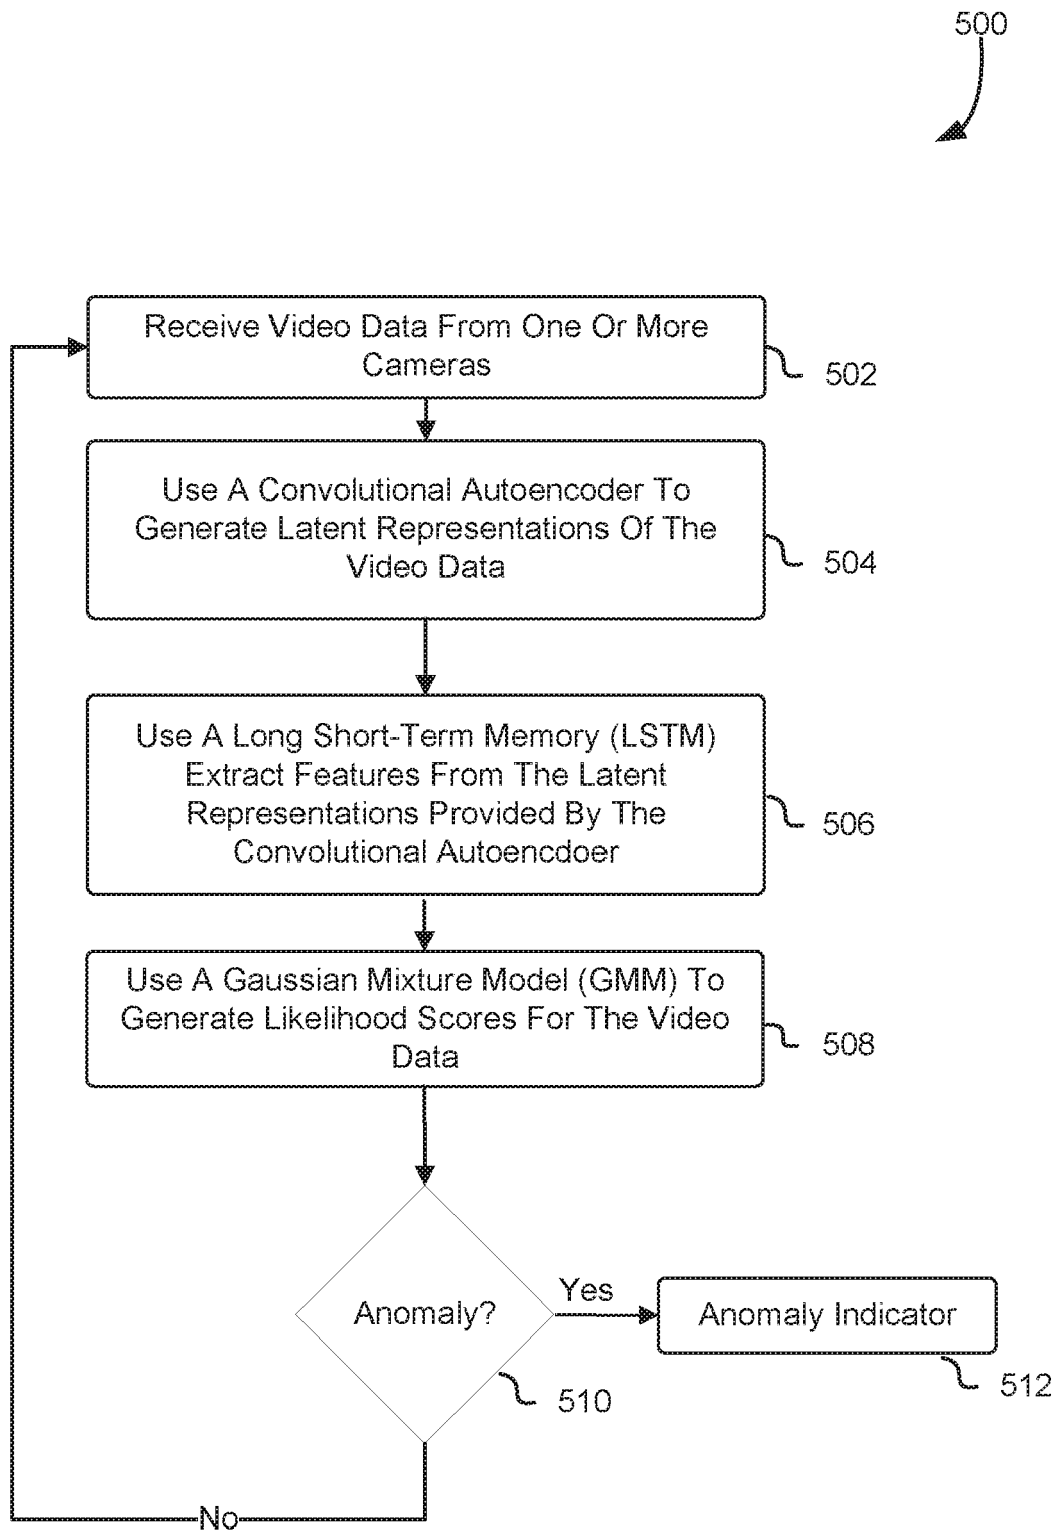 500
Receive Video Data From One Or More
Cameras
502
Use A Convolutional Autoencoder To
Generate Latent Representations Of The
Video Data
504
Use A Long Short-Term Memory (LSTM)
Extract Features From The Latent
Representations Provided By The
Convolutional Autoencdoer
506
Use A Gaussian Mixture Model (GMM) To
Generate Likelihood Scores For The Video
Data
508
Anomaly?
Yes
Anomaly Indicator
510
512
No